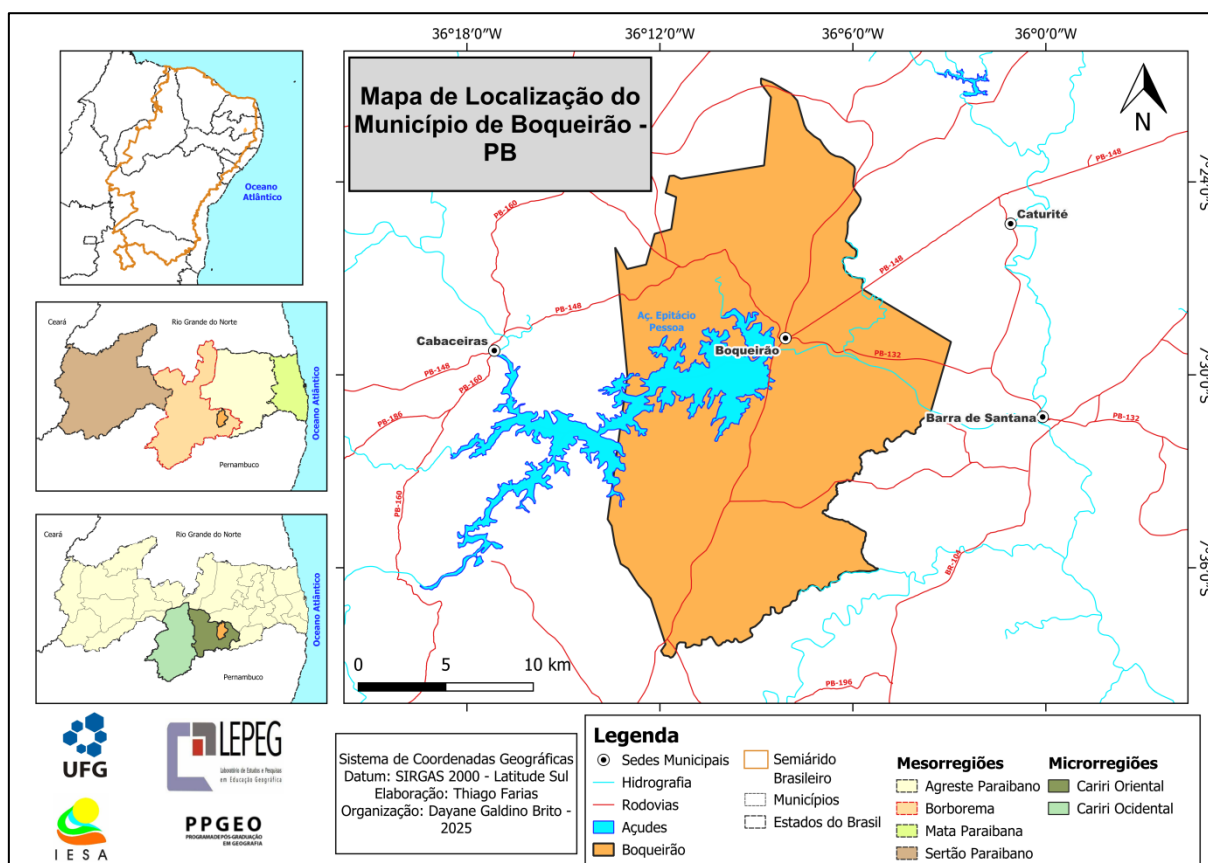 36°18'0"W
36°12'0"W
36°6'0"W
36°0'0"W
Mapa de Localização do
Município de Boqueirão -
PB
N
7°24'0"S
7°30'0"S
7°36'0"S
Oceano
Atlântico
Ceará
Rio Grande do Norte
Pernambuco
Oceano Atlântico
Ceará
Rio Grande do Norte
Pernambuco
Oceano Atlântico
PB-160
PB-148
PB-148
PB-148
PB-148
PB-160
PB-186
PB-160
PB-132
PB-132
BR-104
PB-196
Caturité
Cabaceiras
Aç. Epitácio
Pessoa
Boqueirão
Barra de Santana
0 5 10 km
UFG
LEPEG
Laboratório de Estudos e Pesquisas
em Educação Geográfica
IESA
PPGEO
PROGRAMA DE PÓS-GRADUAÇÃO
EM GEOGRAFIA
Sistema de Coordenadas Geográficas
Datum: SIRGAS 2000 - Latitude Sul
Elaboração: Thiago Farias
Organização: Dayane Galdino Brito -
2025
Legenda
Sedes Municipais
Hidrografia
Rodovias
Açudes
Boqueirão
Semiárido
Brasileiro
Municípios
Estados do Brasil
Mesorregiões
Agreste Paraibano
Borborema
Mata Paraibana
Sertão Paraibano
Microrregiões
Cariri Oriental
Cariri Ocidental